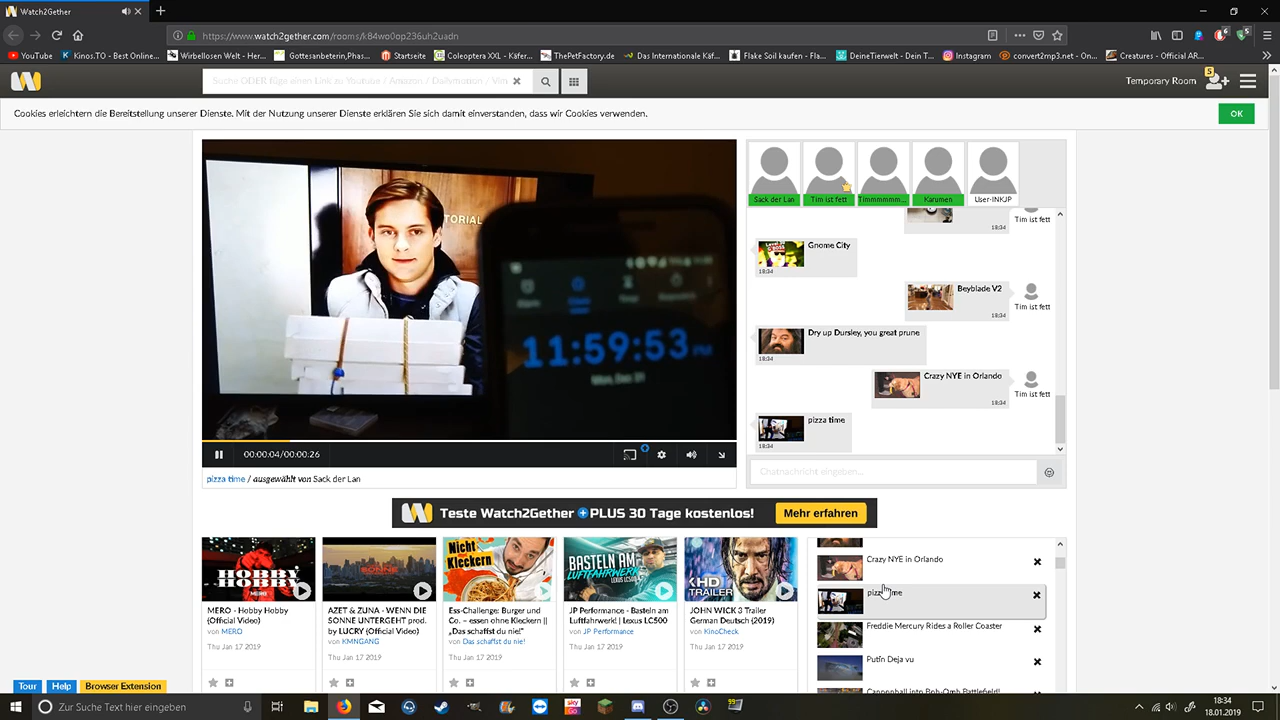 Watch2Gether
https://www.watch2gether.com/rooms/k84wo0op236uh2uadn
YouTube
Kinos.TO - Best Online...
Wirbellosen Welt - Her...
Gottesanbeterin,Phas...
Startseite
Coleoptera XXL - Käfer...
ThePetFactory.de
Das Internationale Käf...
Flake Soil kaufen - Fla...
DeineTierwelt - Dein T...
Instagram
convert2mp3.net - On...
Creatures - Official AR...
Suche ODER füge einen Link zu Youtube / Amazon / Dailymotion / Vim
Temporary Room
5
Cookies erleichtern die Bereitstellung unserer Dienste. Mit der Nutzung unserer Dienste erklären Sie sich damit einverstanden, dass wir Cookies verwenden.
OK
TORIAL
11:59:53 PM
Mon, Dec 31
00:00:04/00:00:26
pizza time / ausgewählt von Sack der Lan
Sack der Lan
Tim ist fett
Timmmmmm...
Karumen
User-INKJP
Tim ist fett
18:34
Gnome City
18:34
Beyblade V2
Tim ist fett
18:34
Dry up Dursley, you great prune
18:34
Crazy NYE in Orlando
Tim ist fett
18:34
pizza time
18:34
Chatnachricht eingeben...
Teste Watch2Gether PLUS 30 Tage kostenlos!
Mehr erfahren
HOBBY
HOBBY
MERO - Hobby Hobby
(Official Video)
von MERO
Thu Jan 17 2019
SONNE
AZET & ZUNA - WENN DIE
SONNE UNTERGEHT prod.
by LUCRY (Official Video)
von KMNGANG
Thu Jan 17 2019
Nicht
Kleckern
Ess-Challenge: Burger und
Co. – essen ohne Kleckern ||
„Das schaffst du nie!"
von Das schaffst du nie!
Thu Jan 17 2019
BASTELN AM
LUFTKRAFTWERK
JP Performance - Basteln am
Luftkraftwerk! | Lexus LC500
von JP Performance
Thu Jan 17 2019
HD
TRAILER
JOHN WICK 3 Trailer
German Deutsch (2019)
von KinoCheck
Thu Jan 17 2019
Crazy NYE in Orlando
pizza time
Freddie Mercury Rides a Roller Coaster
Putin Deja vu
Cannonball into Bob-Omb Battlefield!
Tour
Help
Browser Extension
Zur Suche Text hier eingeben
sky
GO
18:34
18.01.2019